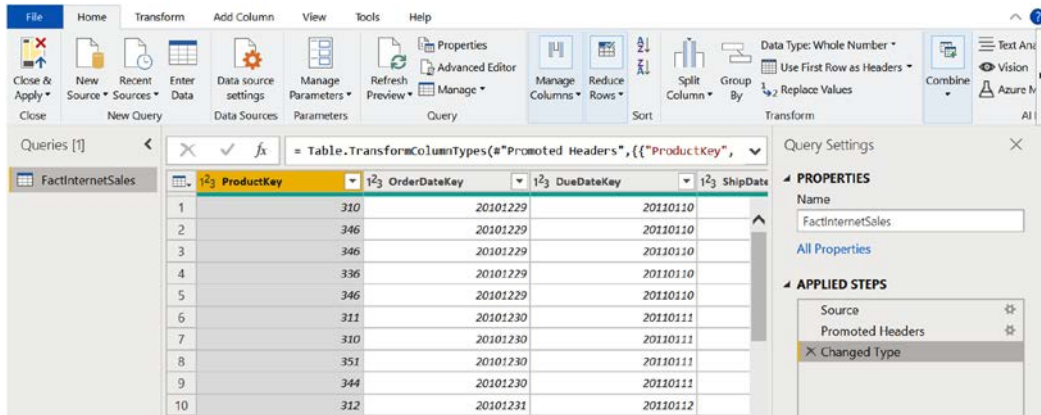 File Home Transform Add Column View Tools Help
Close & Apply
New Source
Recent Sources
Enter Data
Data source settings
Manage Parameters
Refresh Preview
Properties
Advanced Editor
Manage
Manage Columns
Reduce Rows
Split Column
Group By
Data Type: Whole Number
Use First Row as Headers
Replace Values
Combine
Text Ana
Vision
Azure M
Close New Query Data Sources Parameters Query Sort Transform AI I
Queries [1]
FactInternetSales
fx = Table.TransformColumnTypes(#"Promoted Headers",{{"ProductKey",
123 ProductKey 123 OrderDateKey 123 DueDateKey 123 ShipDate
1 310 20101229 20110110
2 346 20101229 20110110
3 346 20101229 20110110
4 336 20101229 20110110
5 346 20101229 20110110
6 311 20101230 20110111
7 310 20101230 20110111
8 351 20101230 20110111
9 344 20101230 20110111
10 312 20101231 20110112
Query Settings
PROPERTIES
Name
FactInternetSales
All Properties
APPLIED STEPS
Source
Promoted Headers
Changed Type